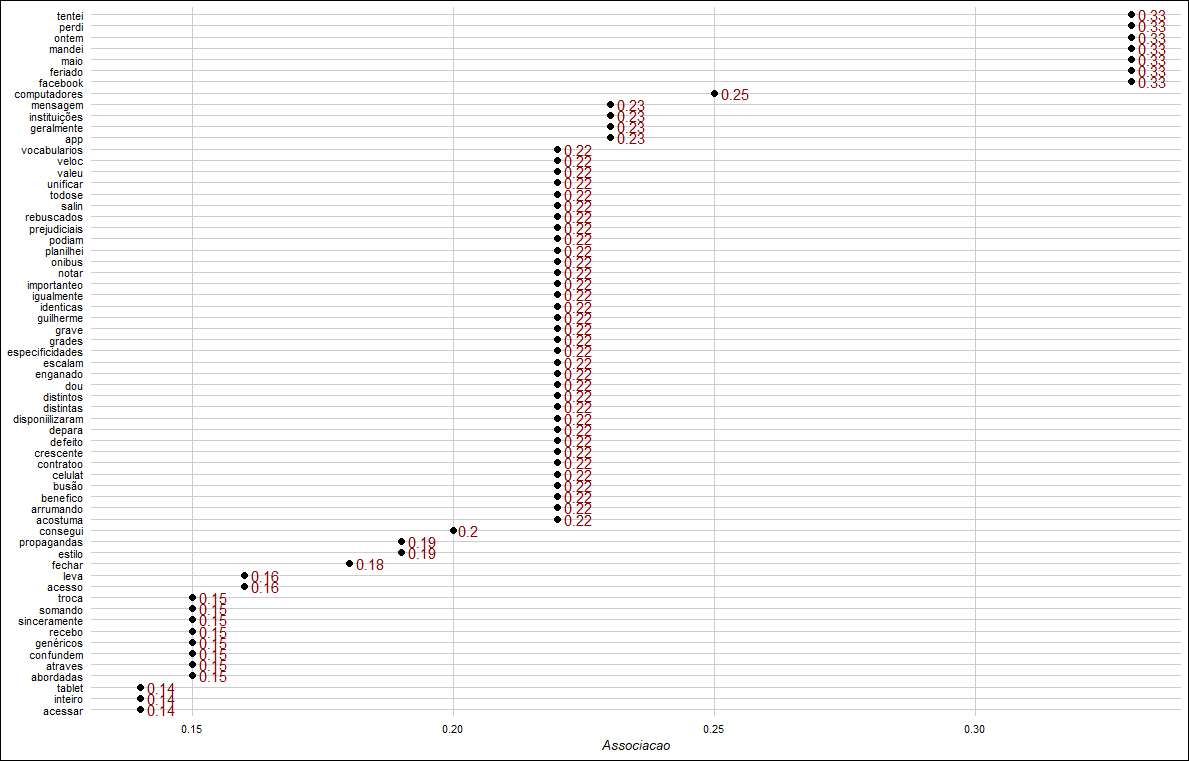 tentei 0.33
perdi 0.33
ontem 0.33
mandei 0.33
maio 0.33
feriado 0.33
facebook 0.33
computadores 0.25
mensagem 0.23
instituições 0.23
geralmente 0.23
app 0.23
vocabularios 0.22
veloc 0.22
valeu 0.22
unificar 0.22
todose 0.22
salin 0.22
rebuscados 0.22
prejudiciais 0.22
podiam 0.22
planilhei 0.22
onibus 0.22
notar 0.22
importanteo 0.22
igualmente 0.22
identicas 0.22
guilherme 0.22
grave 0.22
grades 0.22
especificidades 0.22
escalam 0.22
enganado 0.22
dou 0.22
distintos 0.22
distintas 0.22
disponiilizaram 0.22
depara 0.22
defeito 0.22
crescente 0.22
contratoo 0.22
celulat 0.22
busão 0.22
benefico 0.22
arrumando 0.22
acostuma 0.22
consegui 0.2
propagandas 0.19
estilo 0.19
fechar 0.18
leva 0.16
acesso 0.16
troca 0.15
somando 0.15
sinceramente 0.15
recebo 0.15
genéricos 0.15
confundem 0.15
atraves 0.15
abordadas 0.15
tablet 0.14
inteiro 0.14
acessar 0.14
0.15 0.20 0.25 0.30
Associacao